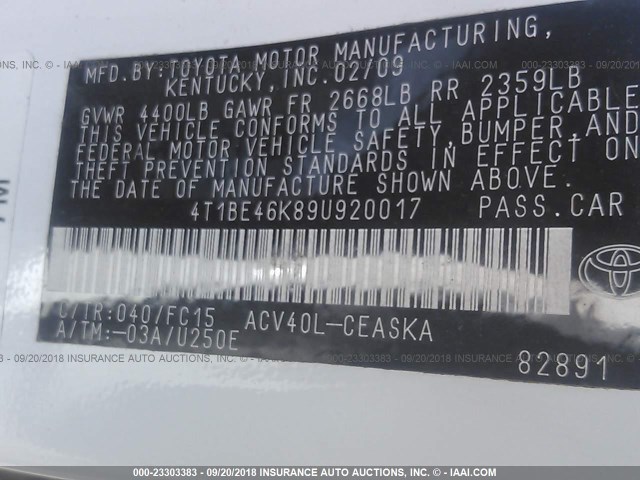 MFD. BY: TOYOTA MOTOR MANUFACTURING,
KENTUCKY, INC. 02/09
GVWR 4400LB GAWR FR 2668LB RR 2359LB
THIS VEHICLE CONFORMS TO ALL APPLICABLE
FEDERAL MOTOR VEHICLE SAFETY, BUMPER, AND
THEFT PREVENTION STANDARDS IN EFFECT ON
THE DATE OF MANUFACTURE SHOWN ABOVE.
4T1BE46K89U920017 PASS. CAR
C/TR: 040/FC15 ACV40L-CEASKA
A/TM: -03A/U250E
82891
000-23303383 - 09/20/2018 INSURANCE AUTO AUCTIONS - © - IAAI.COM